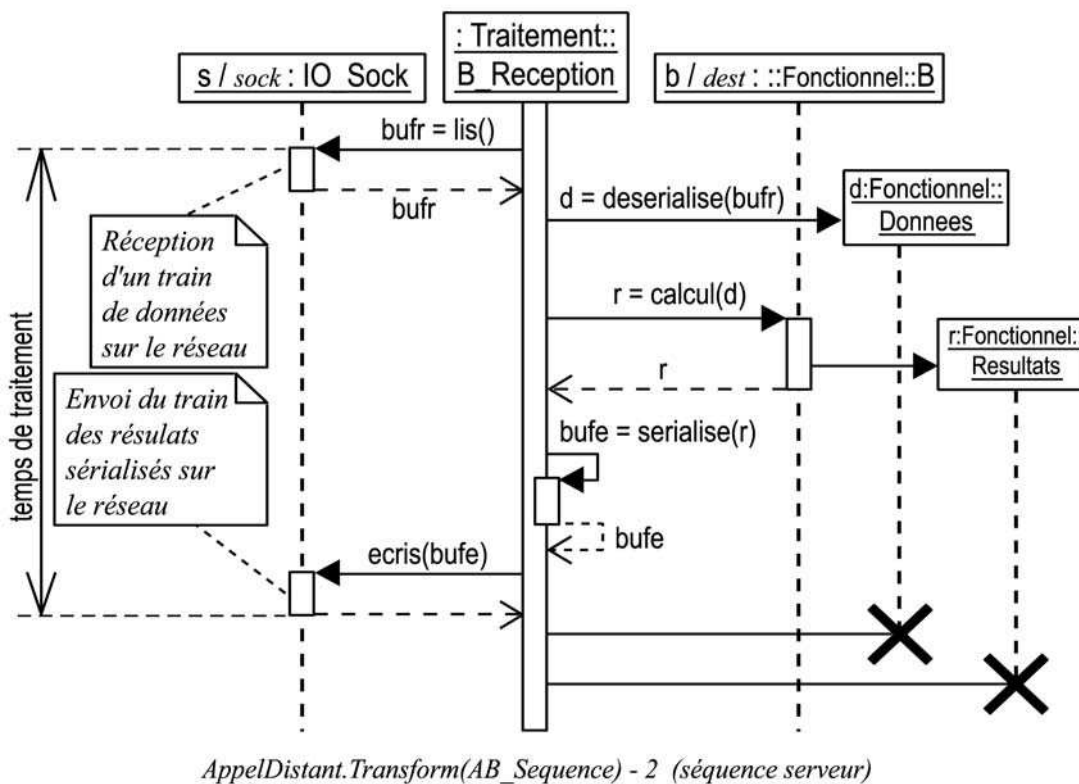 : Traitement::
B_Reception
s / sock : IO_Sock
b / dest : ::Fonctionnel::B
bufr = lis()
bufr
d = deserialise(bufr)
d:Fonctionnel::
Donnees
Réception
d'un train
de données
sur le réseau
r = calcul(d)
r:Fonctionnel:
Resultats
r
temps de traitement
Envoi du train
des résulats
sérialisés sur
le réseau
bufe = serialise(r)
bufe
ecris(bufe)
AppelDistant.Transform(AB_Sequence) - 2 (séquence serveur)